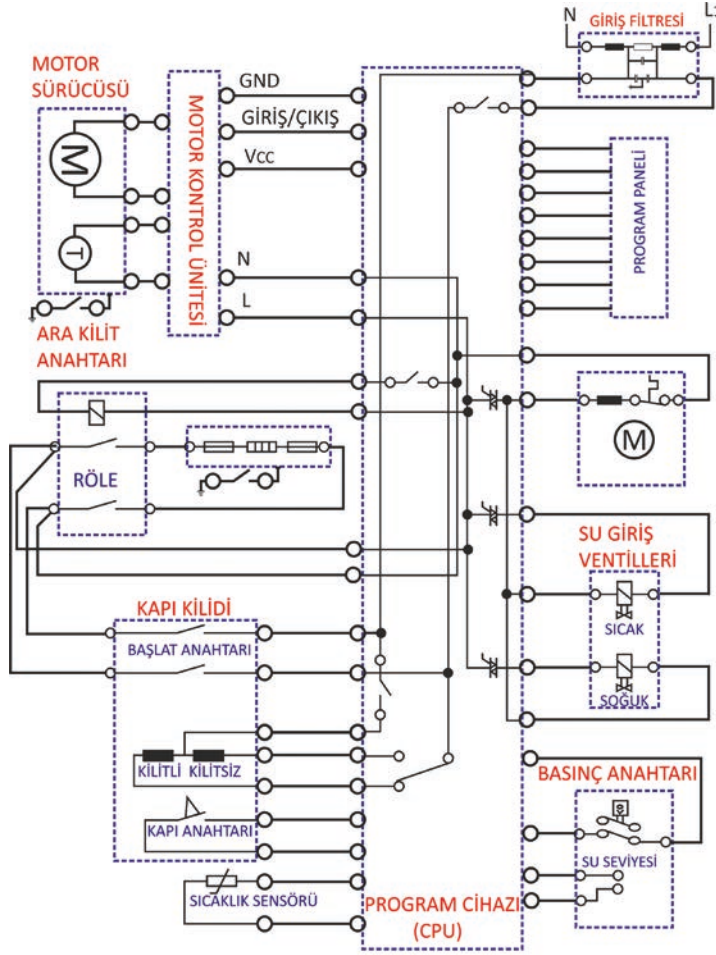 N
L1
GİRİŞ FİLTRESİ
MOTOR
SÜRÜCÜSÜ
M
T
ARA KİLİT
ANAHTARI
MOTOR KONTROL ÜNİTESİ
GND
GİRİŞ/ÇIKIŞ
Vcc
N
L
PROGRAM PANELİ
M
RÖLE
SU GİRİŞ
VENTİLLERİ
SICAK
SOĞUK
KAPI KİLİDİ
BAŞLAT ANAHTARI
KİLİTLİ KİLİTSİZ
KAPI ANAHTARI
SICAKLIK SENSÖRÜ
PROGRAM CİHAZI
(CPU)
BASINÇ ANAHTARI
SU SEVİYESİ